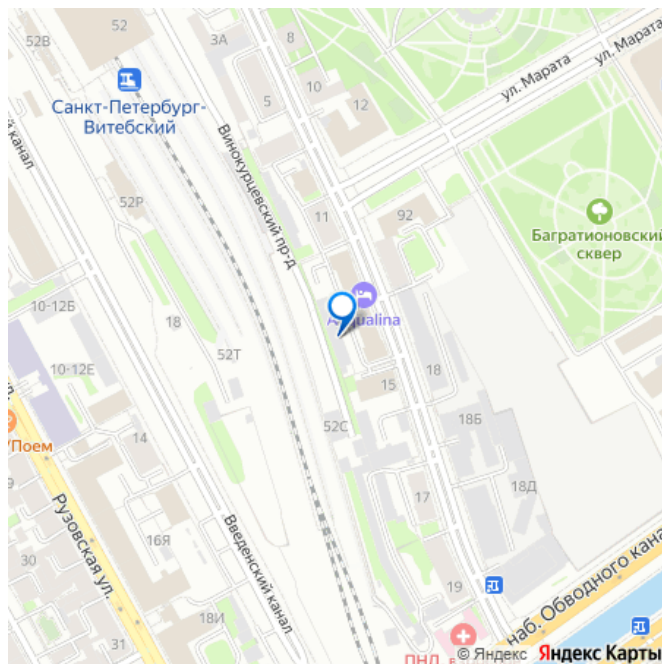 52В
52
3А
8
ул. Марата
ул. Марата
Санкт-Петербург-
Витебский
5
10
12
й канал
Винокурцевский пр-д
52Р
11
92
Багратионовский
сквер
10-12Б
18
qualina
10-12Е
52Т
15
18
/Поем
14
52С
18Б
Рузовская ул.
17
18Д
16Я
Введенский канал
30
19
наб. Обводного кана
18И
31
ПНД
© Яндекс Яндекс Карты